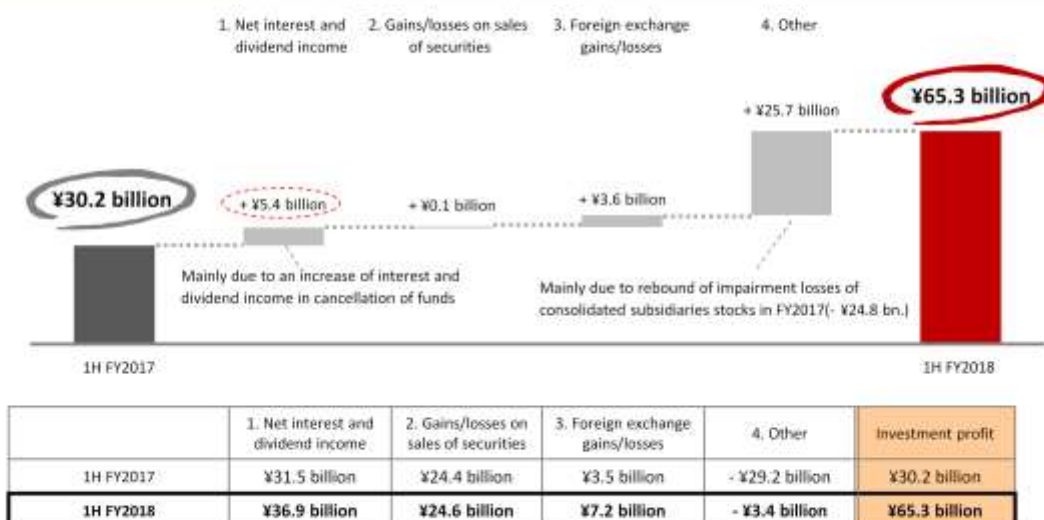 1. Net interest and dividend income
2. Gains/losses on sales of securities
3. Foreign exchange gains/losses
4. Other
¥65.3 billion
+ ¥25.7 billion
¥30.2 billion
+ ¥5.4 billion
+ ¥0.1 billion
+ ¥3.6 billion
Mainly due to an increase of interest and
dividend income in cancellation of funds
Mainly due to rebound of impairment losses of
consolidated subsidiaries stocks in FY2017(- ¥24.8 bn.)
1H FY2017
1H FY2018
1. Net interest and dividend income
2. Gains/losses on sales of securities
3. Foreign exchange gains/losses
4. Other
Investment profit
1H FY2017 ¥31.5 billion ¥24.4 billion ¥3.5 billion - ¥29.2 billion ¥30.2 billion
1H FY2018 ¥36.9 billion ¥24.6 billion ¥7.2 billion - ¥3.4 billion ¥65.3 billion